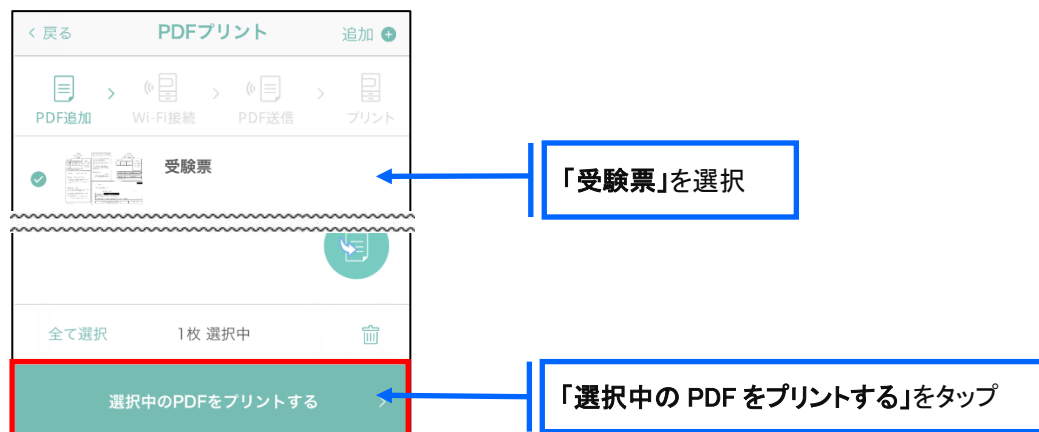 戻る PDFプリント 追加
PDF追加 Wi-Fi接続 PDF送信 プリント
受験票
「受験票」を選択
全て選択 1枚 選択中
選択中のPDFをプリントする
「選択中の PDF をプリントする」をタップ